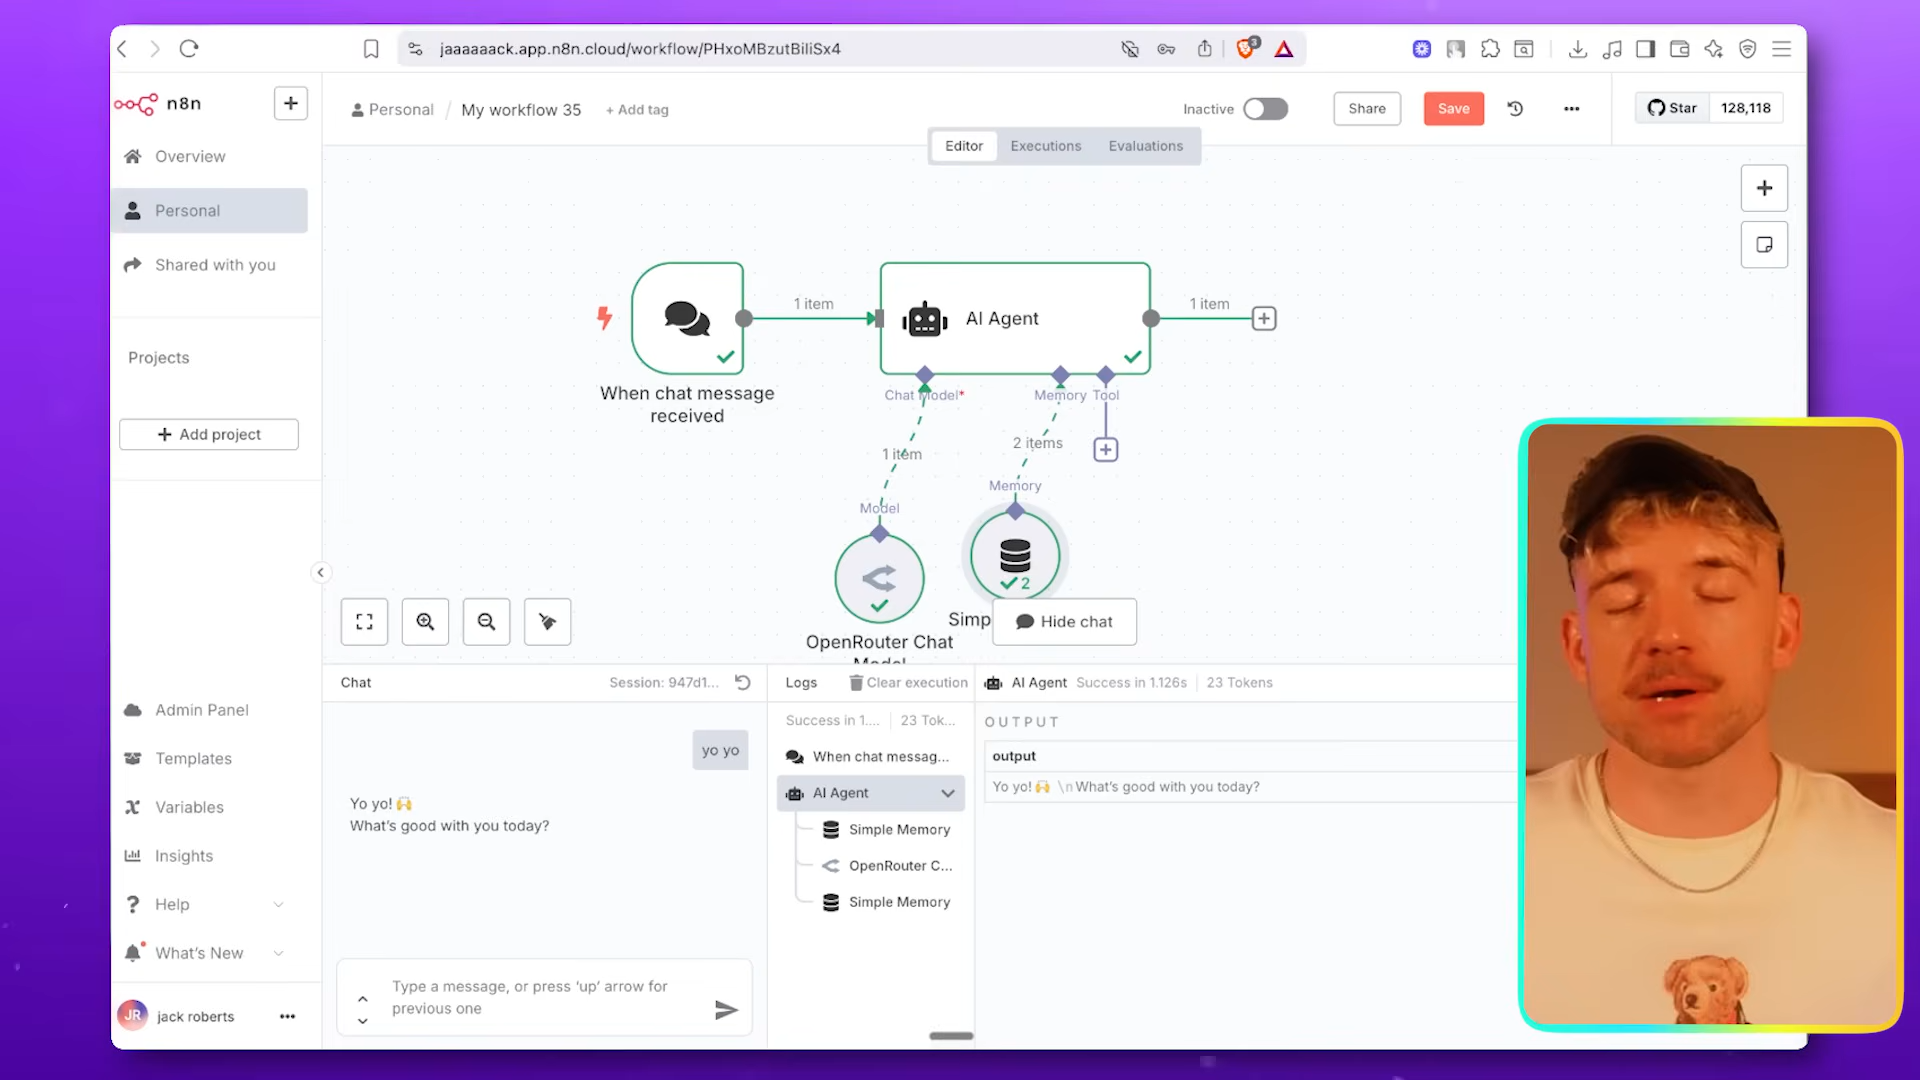 jaaaaaack.app.n8n.cloud/workflow/PHxoMBzutBiliSx4
3
n8n
Overview
Personal
Shared with you
Projects
Add project
Admin Panel
Templates
Variables
Insights
Help
What's New
JR
jack roberts
Personal / My workflow 35 + Add tag
Inactive
Share
Save
Star
128,118
Editor
Executions
Evaluations
1 item
AI Agent
1 item
When chat message
received
Chat Model*
Memory
Tool
1 item
2 items
Memory
Model
2
Simp
Hide chat
OpenRouter Chat
Model
Chat
Session: 947d1...
yo yo
Yo yo! 🙌
What's good with you today?
Type a message, or press 'up' arrow for
previous one
Logs
Clear execution
Success in 1....
23 Tok...
When chat messag...
AI Agent
Simple Memory
OpenRouter C...
Simple Memory
AI Agent
Success in 1.126s
23 Tokens
OUTPUT
output
Yo yo! 🙌 \n What's good with you today?